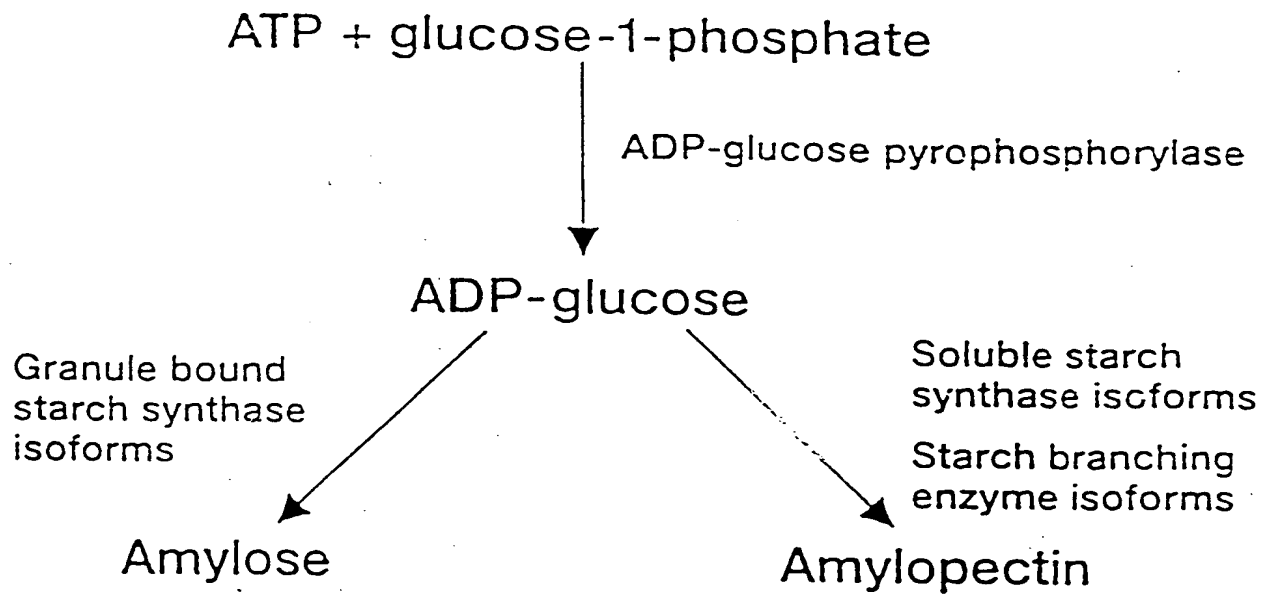 ATP + glucose-1-phosphate
ADP-glucose pyrophosphorylase
ADP-glucose
Granule bound
starch synthase
isoforms
Soluble starch
synthase isoforms
Starch branching
enzyme isoforms
Amylose
Amylopectin